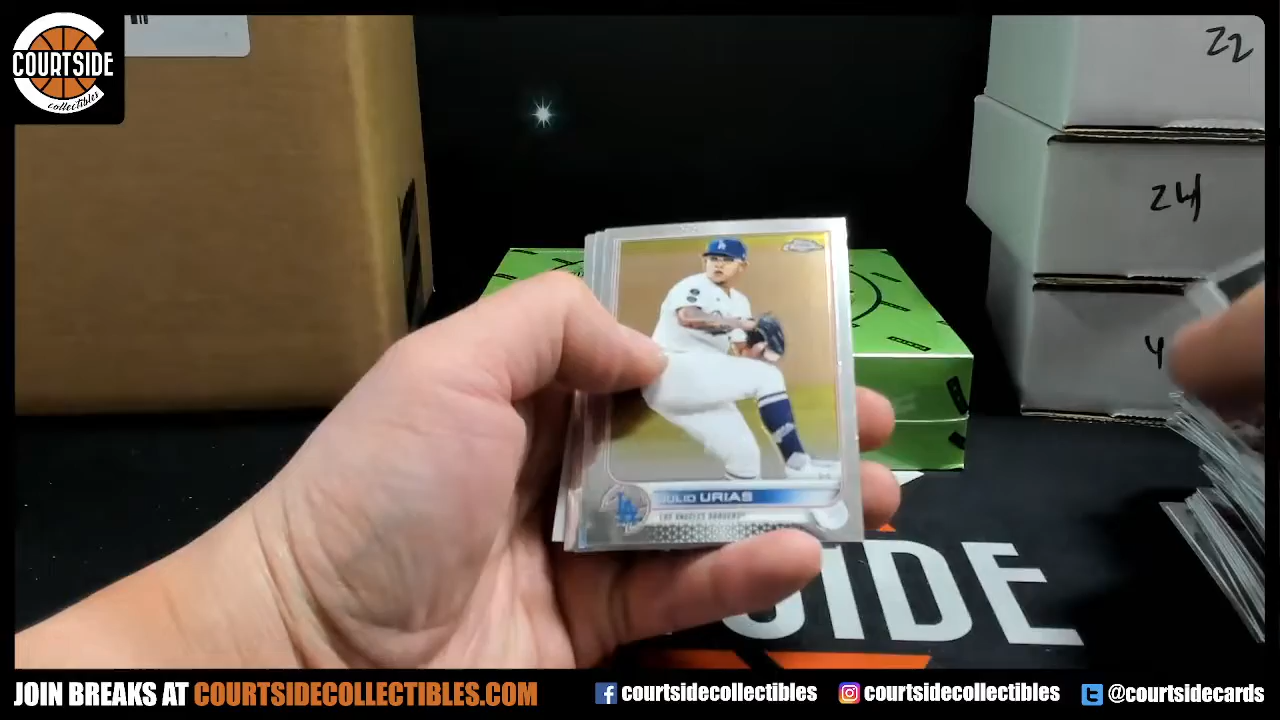 COURTSIDE
collectibles
22
24
4
JULIO URIAS
LOS ANGELES DODGERS
SIDE
JOIN BREAKS AT COURTSIDECOLLECTIBLES.COM
courtsidecollectibles
courtsidecollectibles
@courtsidecards